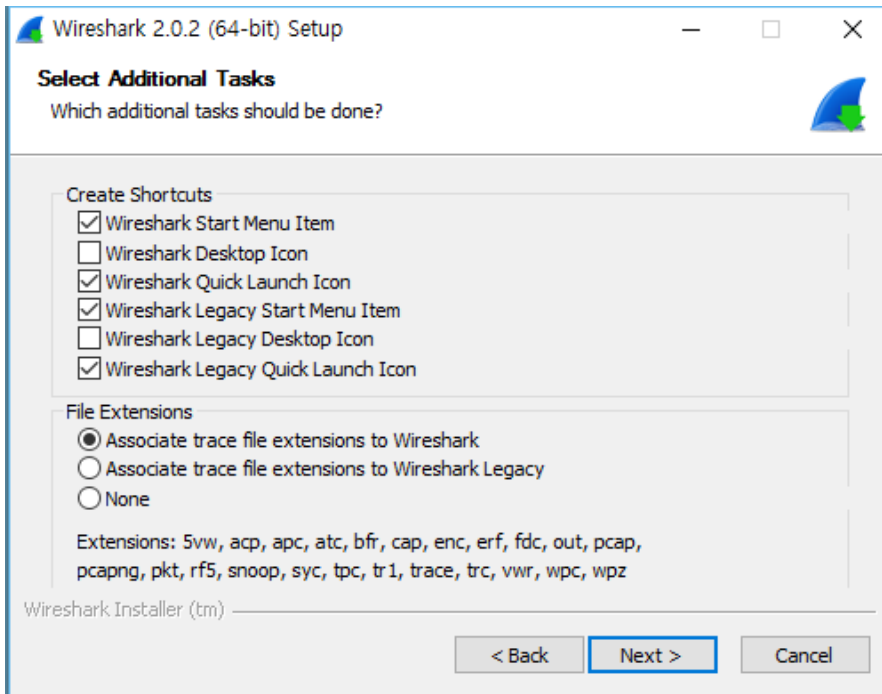 Wireshark 2.0.2 (64-bit) Setup
Select Additional Tasks
Which additional tasks should be done?
Create Shortcuts
Wireshark Start Menu Item
Wireshark Desktop Icon
Wireshark Quick Launch Icon
Wireshark Legacy Start Menu Item
Wireshark Legacy Desktop Icon
Wireshark Legacy Quick Launch Icon
File Extensions
Associate trace file extensions to Wireshark
Associate trace file extensions to Wireshark Legacy
None
Extensions: 5vw, acp, apc, atc, bfr, cap, enc, erf, fdc, out, pcap,
pcapng, pkt, rf5, snoop, syc, tpc, tr1, trace, trc, vwr, wpc, wpz
Wireshark Installer (tm)
< Back Next > Cancel